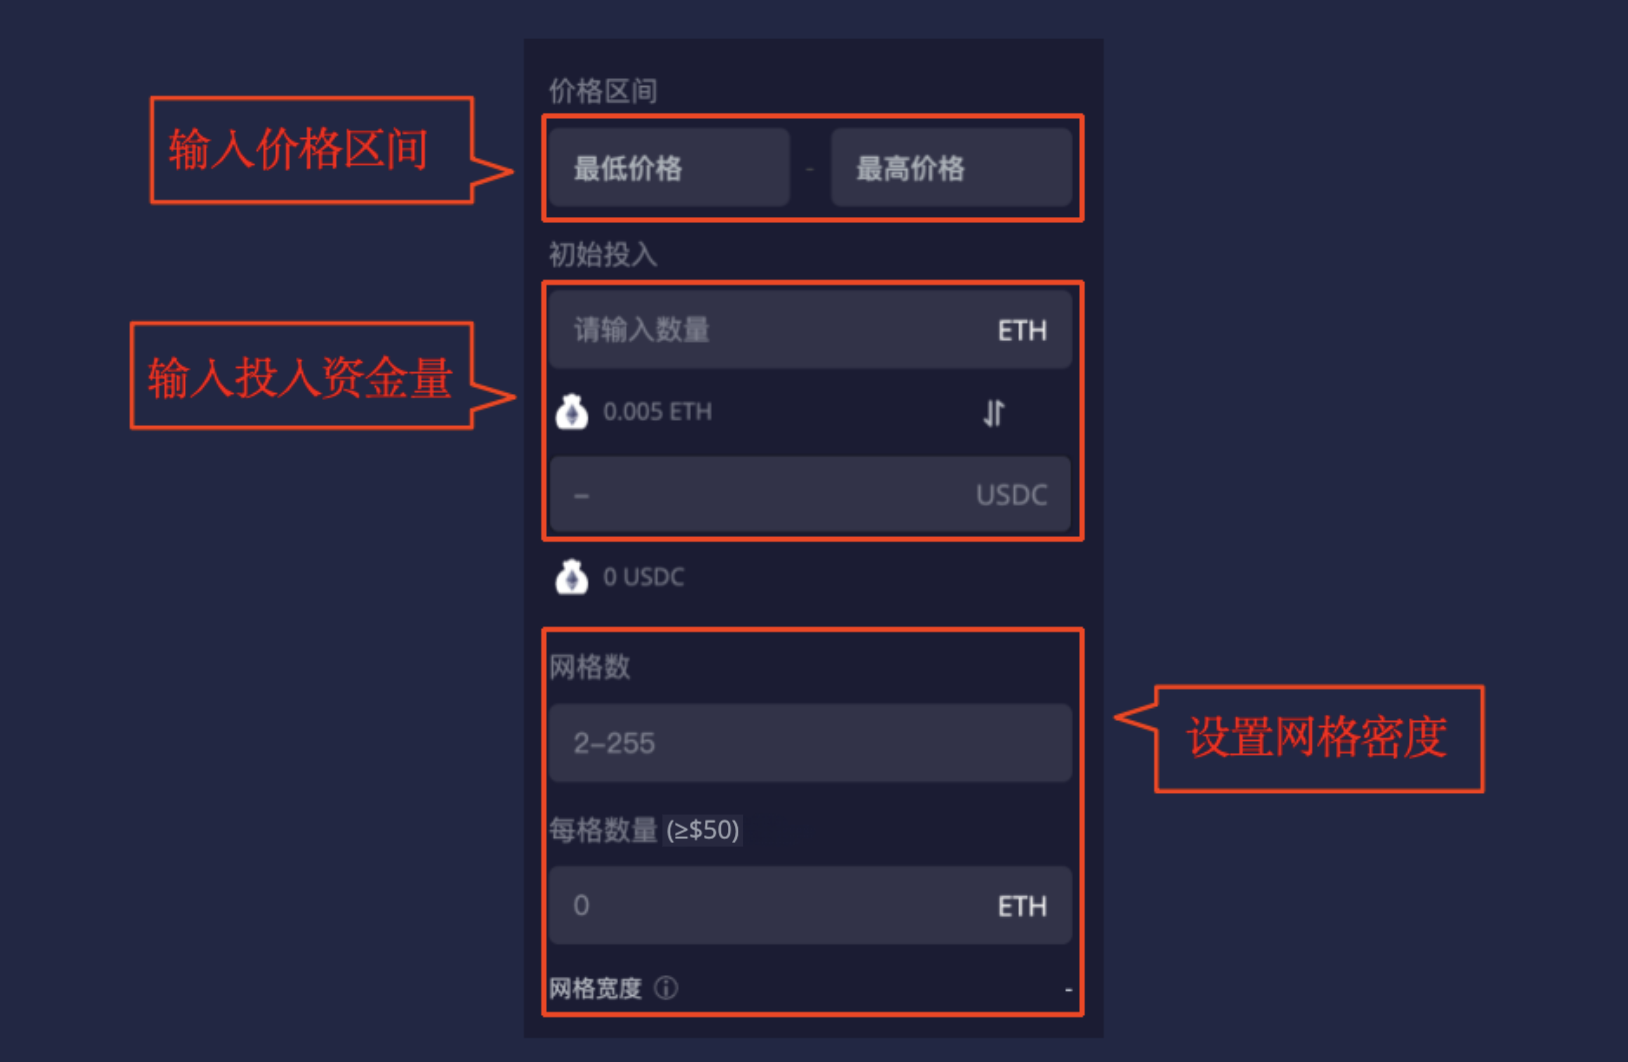 价格区间
输入价格区间
最低价格 - 最高价格
初始投入
请输入数量 ETH
输入投入资金量
0.005 ETH
– USDC
0 USDC
网格数
2-255
设置网格密度
每格数量 (≥$50)
0 ETH
网格宽度 -